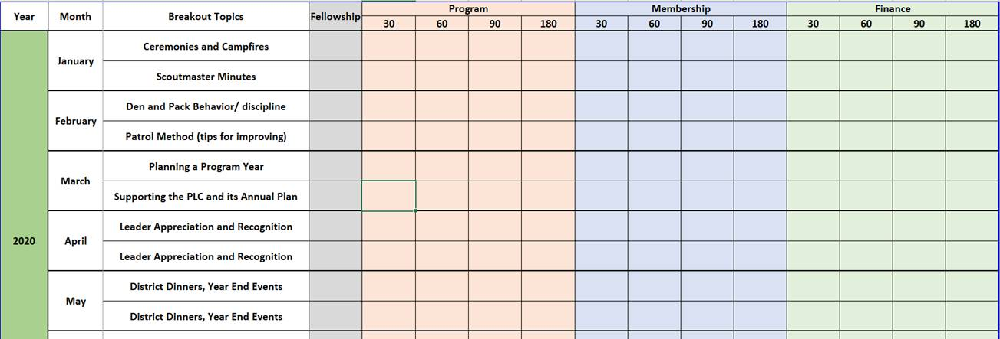 Year Month Breakout Topics Fellowship Program Membership Finance
30 60 90 180 30 60 90 180 30 60 90 180
2020
January
Ceremonies and Campfires
Scoutmaster Minutes
February
Den and Pack Behavior/ discipline
Patrol Method (tips for improving)
March
Planning a Program Year
Supporting the PLC and its Annual Plan
April
Leader Appreciation and Recognition
Leader Appreciation and Recognition
May
District Dinners, Year End Events
District Dinners, Year End Events